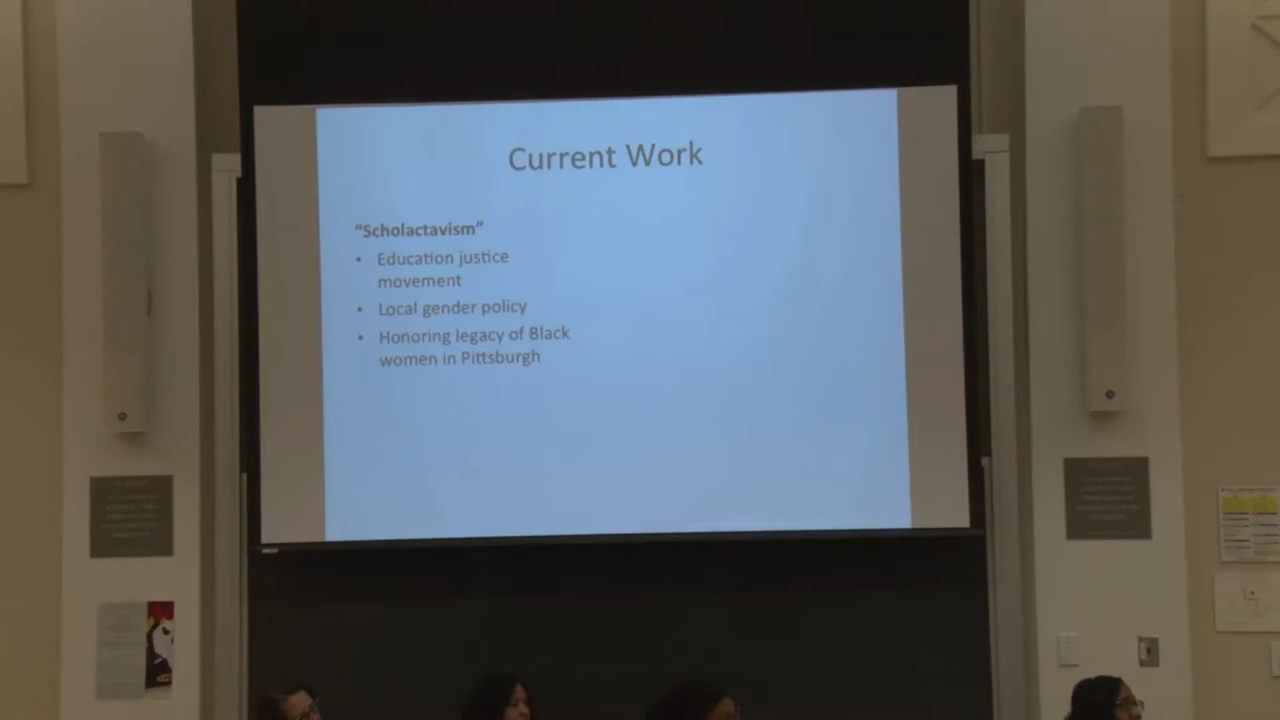 Current Work
“Scholactavism”
• Education justice
movement
• Local gender policy
• Honoring legacy of Black
women in Pittsburgh